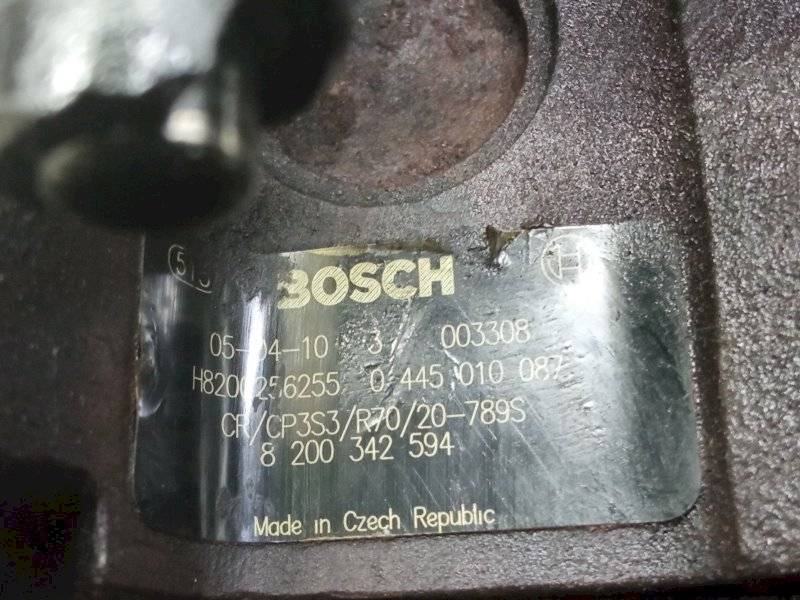 BOSCH
05-04-10 3 003308
H8200256255 0 445 010 087
CR/CP3S3/R70/20-789S
8 200 342 594
Made in Czech Republic